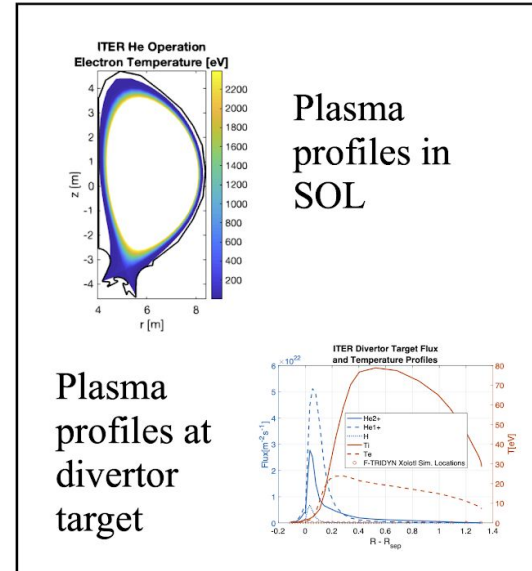 ITER He Operation
Electron Temperature [eV]
4
3
2
1
0
-1
-2
-3
-4
z [m]
4
6
8
r [m]
2200
2000
1800
1600
1400
1200
1000
800
600
400
200
Plasma
profiles in
SOL
Plasma
profiles at
divertor
target
ITER Divertor Target Flux
and Temperature Profiles
×10²²
6
5
4
3
2
1
0
Flux[m⁻²s⁻¹]
He2+
He1+
H
Ti
Te
F-TRIDYN Xolotl Sim. Locations
80
70
60
50
40
30
20
10
0
T[eV]
-0.2
0
0.2
0.4
0.6
0.8
1
1.2
1.4
R - Rsep